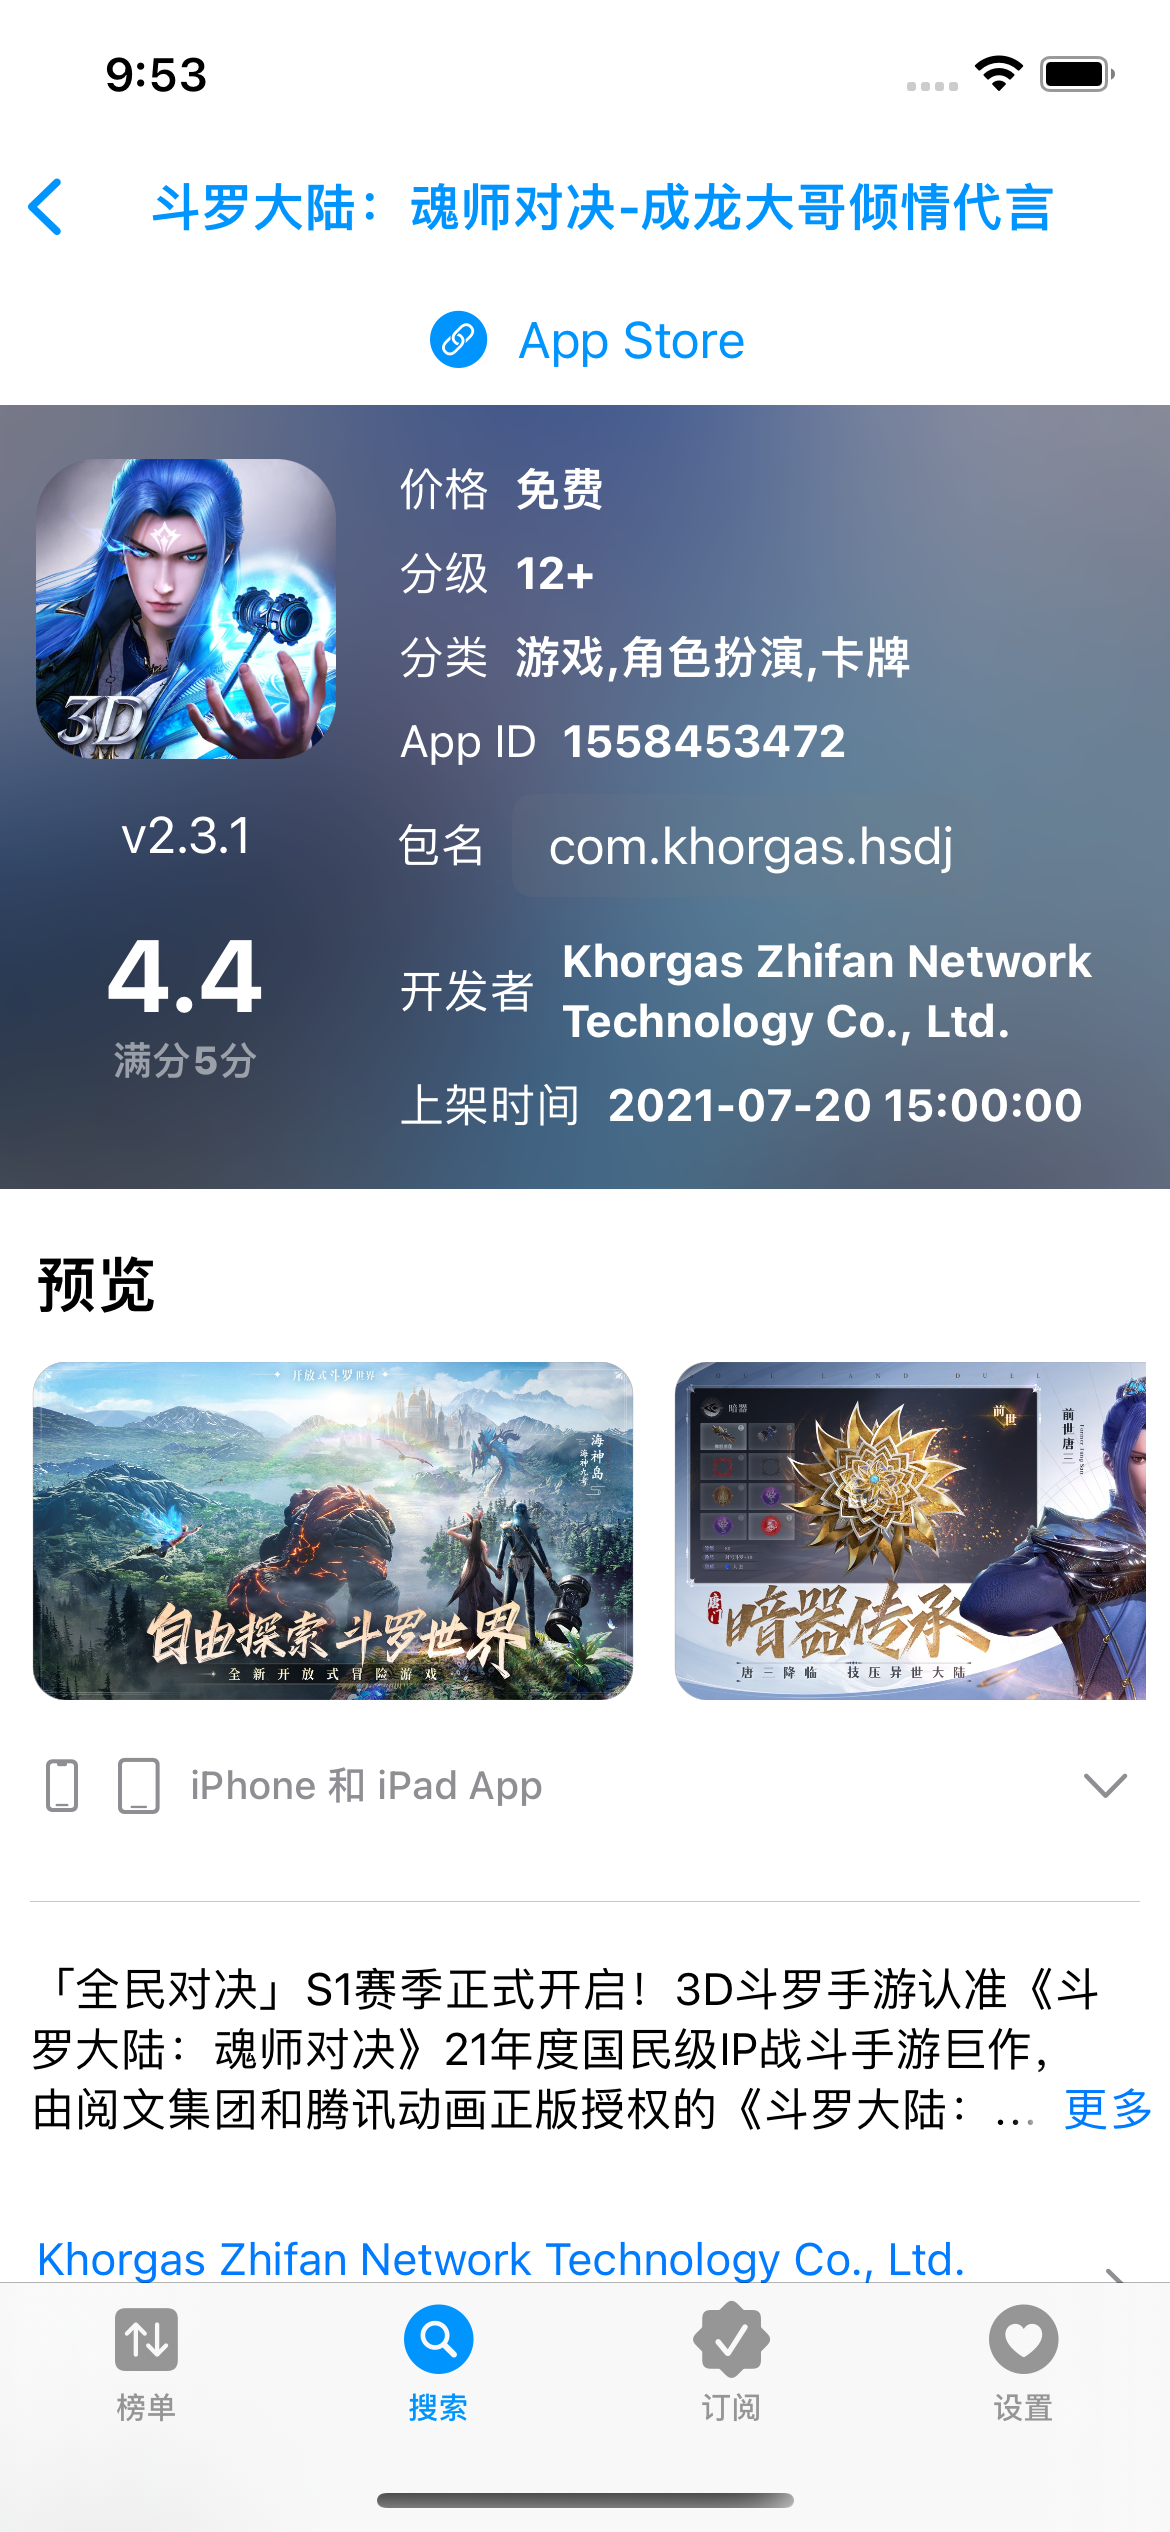 9:53
斗罗大陆：魂师对决-成龙大哥倾情代言
App Store
价格 免费
分级 12+
分类 游戏,角色扮演,卡牌
App ID 1558453472
3D
v2.3.1
包名 com.khorgas.hsdj
4.4
满分5分
开发者 Khorgas Zhifan Network
Technology Co., Ltd.
上架时间 2021-07-20 15:00:00
预览
开放式斗罗世界
海神岛
海神九考
自由探索 斗罗世界
全新开放式冒险游戏
暗器
前世
前世唐三
唐门
暗器传承
唐三降临 技压异世大陆
iPhone 和 iPad App
「全民对决」S1赛季正式开启！3D斗罗手游认准《斗
罗大陆：魂师对决》21年度国民级IP战斗手游巨作，
由阅文集团和腾讯动画正版授权的《斗罗大陆：... 更多
Khorgas Zhifan Network Technology Co., Ltd.
榜单
搜索
订阅
设置